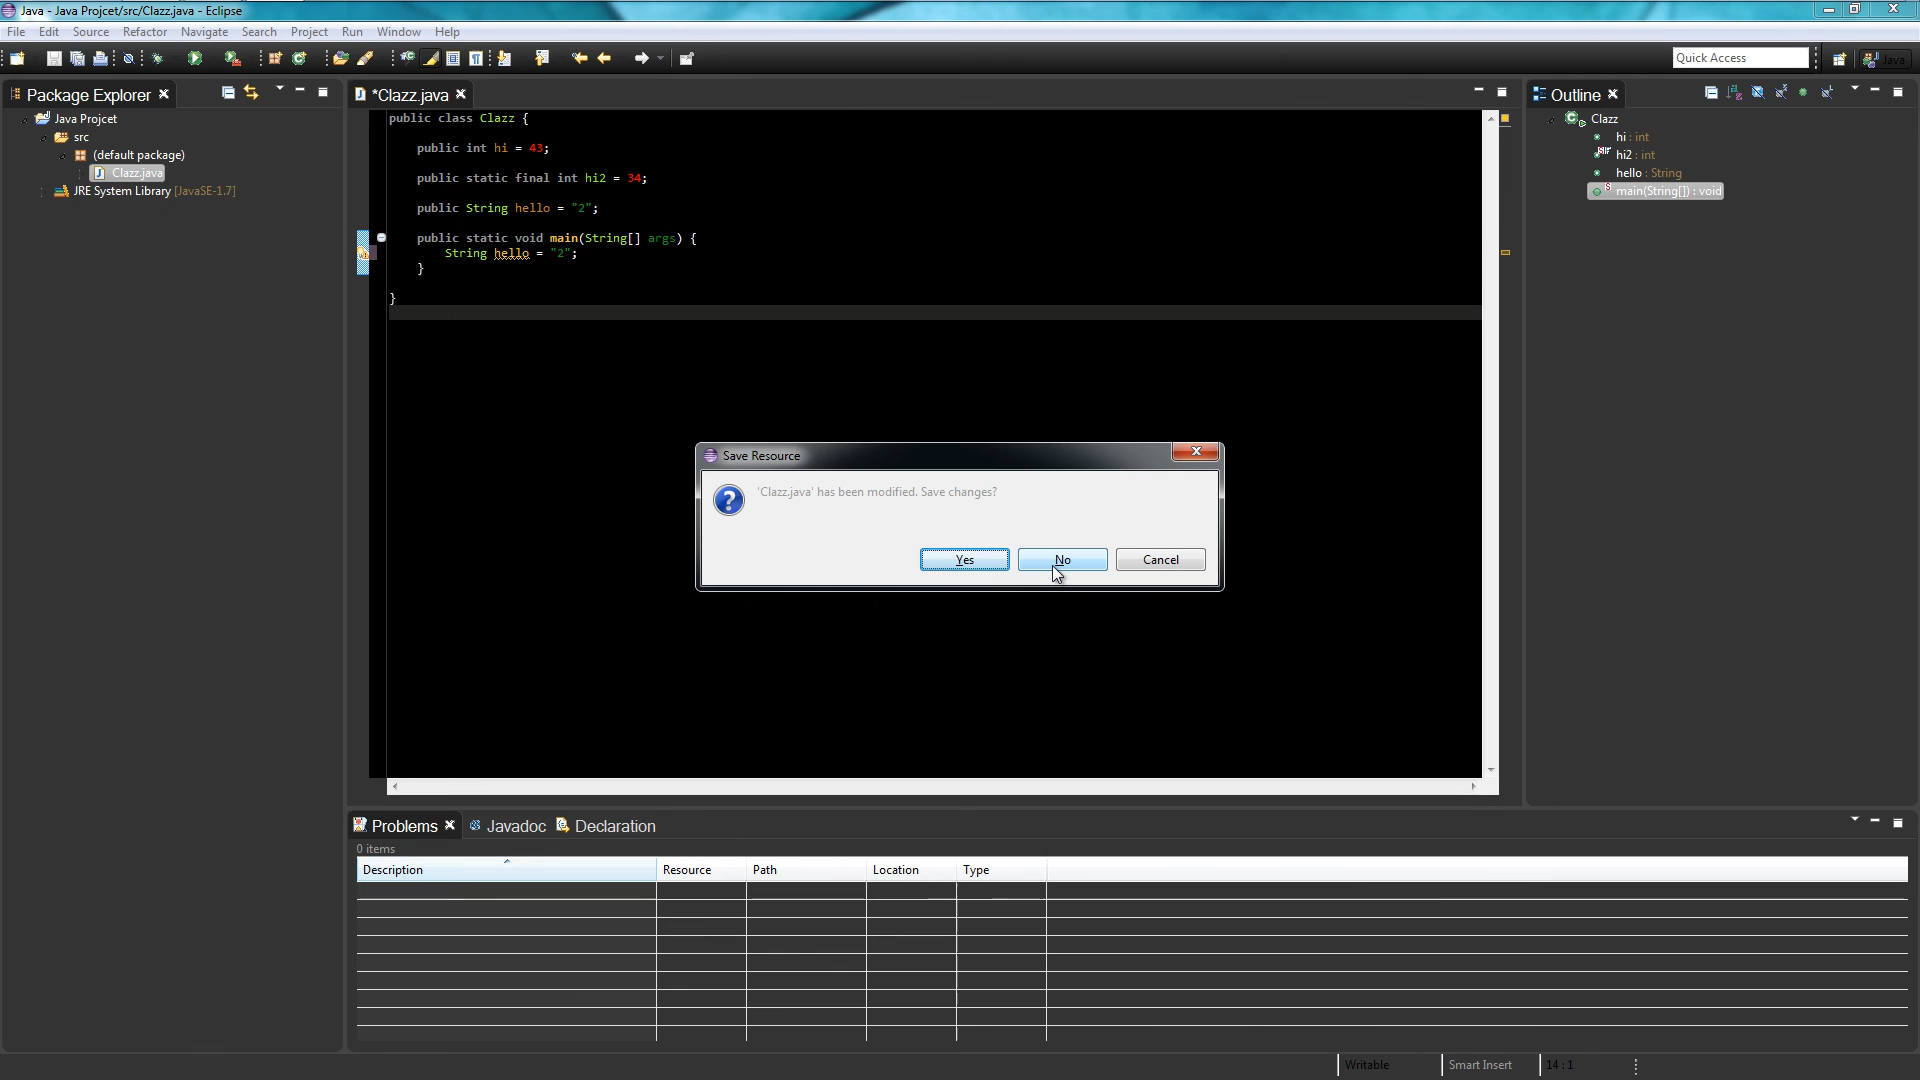 Java - Java Projcet/src/Clazz.java - Eclipse
File Edit Source Refactor Navigate Search Project Run Window Help
Quick Access
Java
Package Explorer
Java Projcet
src
(default package)
Clazz.java
JRE System Library [JavaSE-1.7]
*Clazz.java
public class Clazz {
public int hi = 43;
public static final int hi2 = 34;
public String hello = "2";
public static void main(String[] args) {
String hello = "2";
}
}
Outline
Clazz
hi : int
hi2 : int
hello : String
main(String[]) : void
Save Resource
'Clazz.java' has been modified. Save changes?
Yes No Cancel
Problems Javadoc Declaration
0 items
Description Resource Path Location Type
Writable Smart Insert 14 : 1